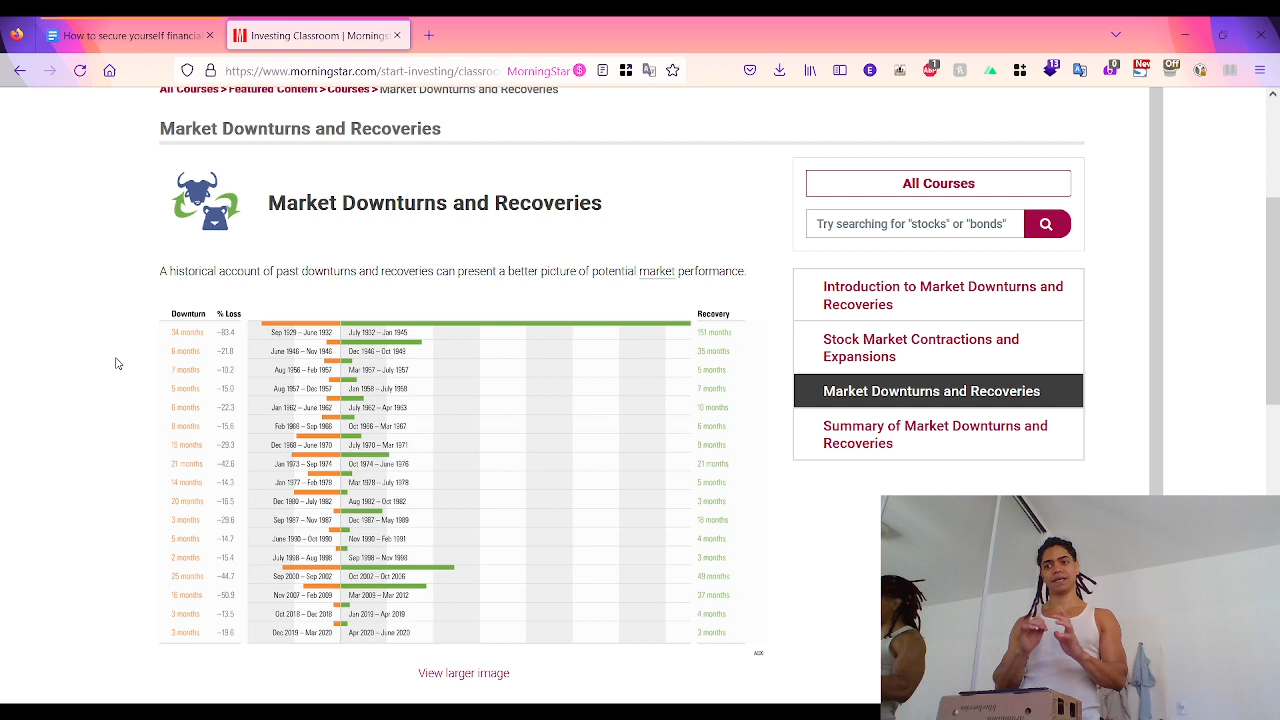 How to secure yourself financial
Investing Classroom | Mornings
https://www.morningstar.com/start-investing/classroo
MorningStar
1
13
0
New
Off
All Courses > Featured Content > Courses > Market Downturns and Recoveries
Market Downturns and Recoveries
Market Downturns and Recoveries
All Courses
Try searching for "stocks" or "bonds"
A historical account of past downturns and recoveries can present a better picture of potential market performance.
Introduction to Market Downturns and
Recoveries
Stock Market Contractions and
Expansions
Market Downturns and Recoveries
Summary of Market Downturns and
Recoveries
Downturn % Loss Recovery
34 months –83.4 Sep 1929 – June 1932 July 1932 – Jan 1945 151 months
6 months –21.8 June 1946 – Nov 1946 Dec 1946 – Oct 1949 35 months
7 months –10.2 Aug 1956 – Feb 1957 Mar 1957 – July 1957 5 months
5 months –15.0 Aug 1957 – Dec 1957 Jan 1958 – July 1958 7 months
6 months –22.3 Jan 1962 – June 1962 July 1962 – Apr 1963 10 months
8 months –15.6 Feb 1966 – Sep 1966 Oct 1966 – Mar 1967 6 months
19 months –29.3 Dec 1968 – June 1970 July 1970 – Mar 1971 9 months
21 months –42.6 Jan 1973 – Sep 1974 Oct 1974 – June 1976 21 months
14 months –14.3 Jan 1977 – Feb 1978 Mar 1978 – July 1978 5 months
20 months –16.5 Dec 1980 – July 1982 Aug 1982 – Oct 1982 3 months
3 months –29.6 Sep 1987 – Nov 1987 Dec 1987 – May 1989 18 months
5 months –14.7 June 1990 – Oct 1990 Nov 1990 – Feb 1991 4 months
2 months –15.4 July 1998 – Aug 1998 Sep 1998 – Nov 1998 3 months
25 months –44.7 Sep 2000 – Sep 2002 Oct 2002 – Oct 2006 49 months
16 months –50.9 Nov 2007 – Feb 2009 Mar 2009 – Mar 2012 37 months
3 months –13.5 Oct 2018 – Dec 2018 Jan 2019 – Apr 2019 4 months
3 months –19.6 Dec 2019 – Mar 2020 Apr 2020 – June 2020 3 months
View larger image
blueberries